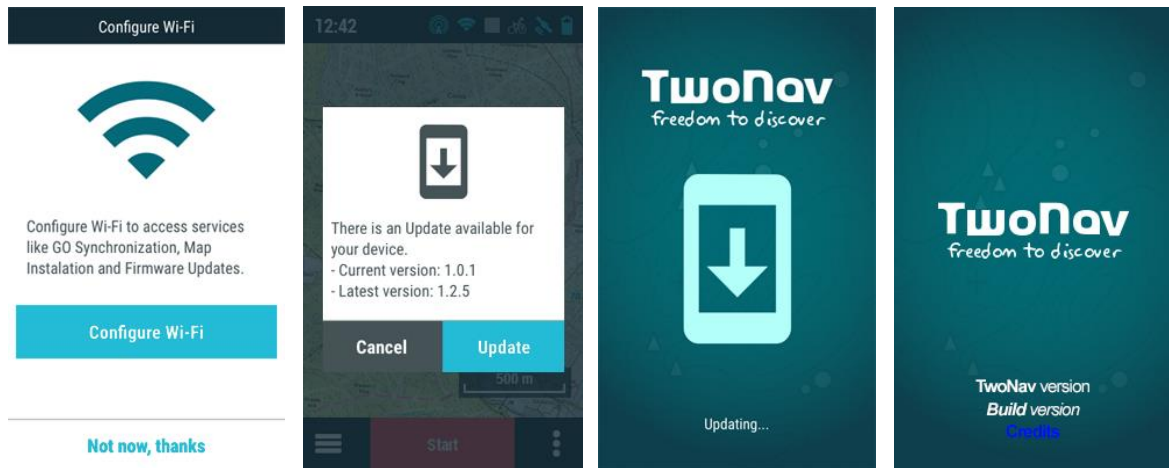 Configure Wi-Fi
Configure Wi-Fi to access services
like GO Synchronization, Map
Instalation and Firmware Updates.
Configure Wi-Fi
Not now, thanks
12:42
There is an Update available for
your device.
- Current version: 1.0.1
- Latest version: 1.2.5
Cancel
Update
500 m
Start
TwoNav
freedom to discover
Updating...
TwoNav
freedom to discover
TwoNav version
Build version
Credits